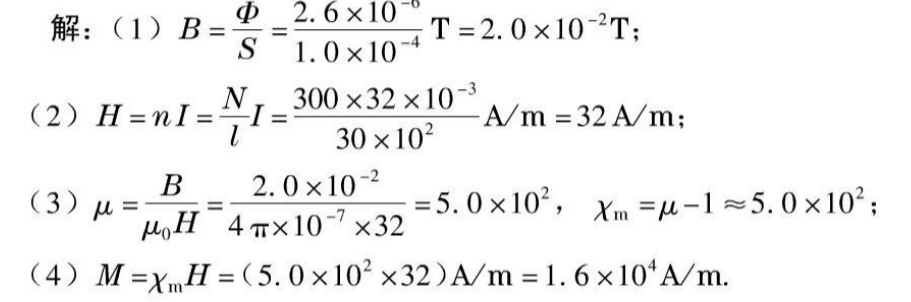 解：（1）B = Φ/S = (2.6×10⁻⁶)/(1.0×10⁻⁴) T = 2.0×10⁻²T；
（2）H = nI = (N/l)I = (300×32×10⁻³)/(30×10²) A/m = 32 A/m；
（3）μ = B/(μ₀H) = (2.0×10⁻²)/(4π×10⁻⁷×32) = 5.0×10²， χₘ = μ−1 ≈ 5.0×10²；
（4）M = χₘH = (5.0×10²×32)A/m = 1.6×10⁴A/m.